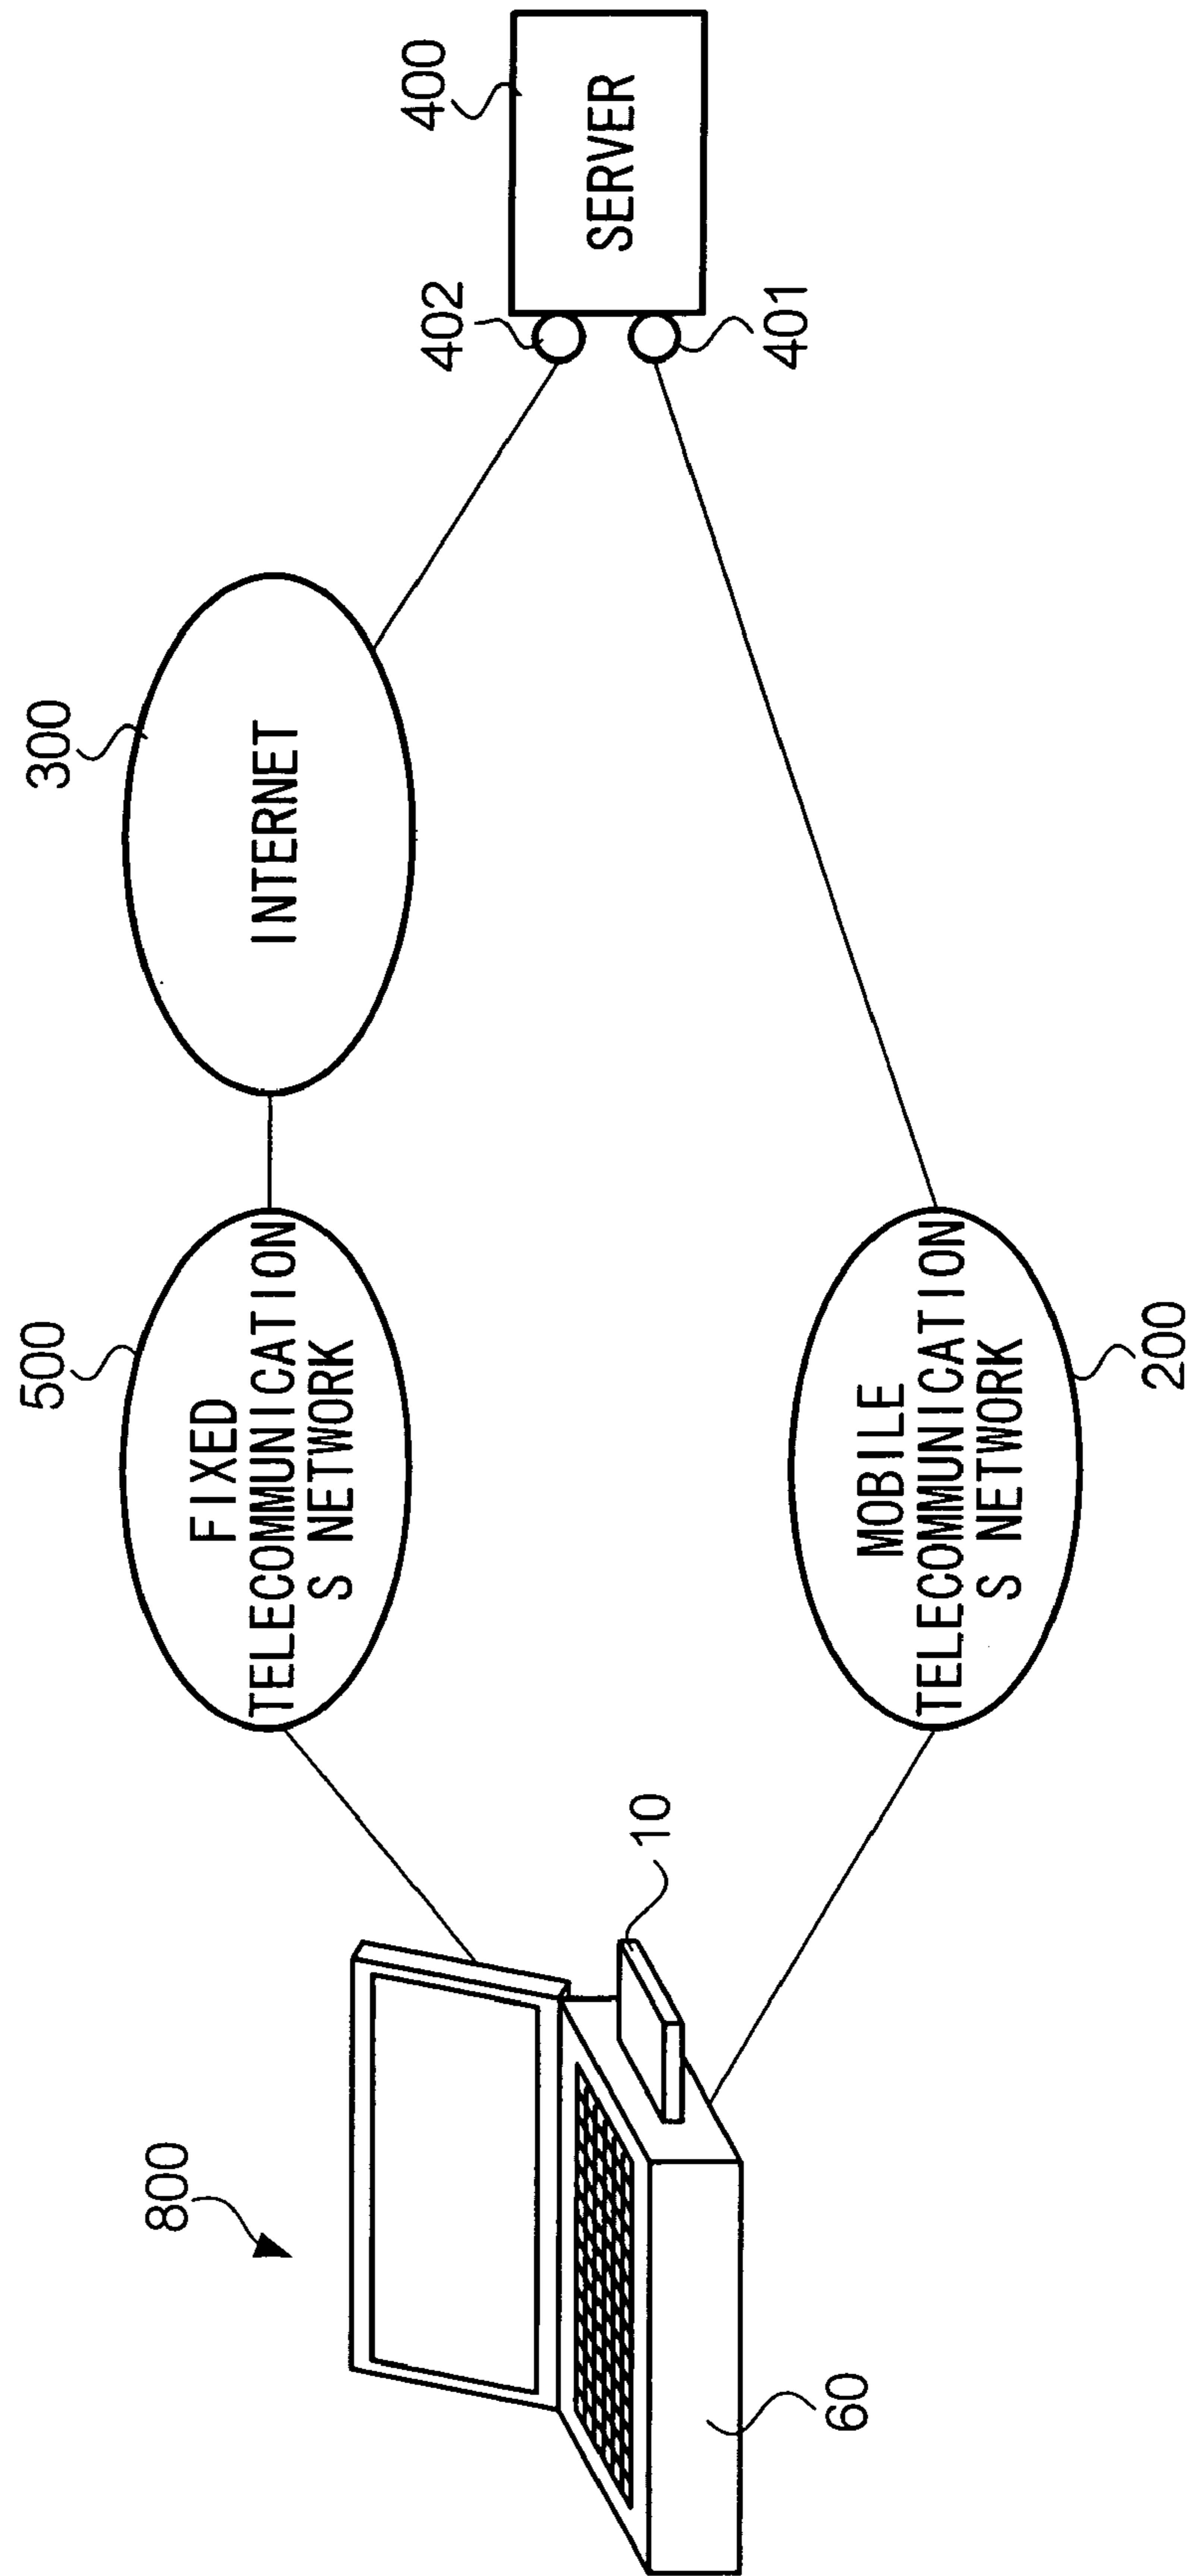 800
60
10
500
FIXED
TELECOMMUNICATION
S NETWORK
300
INTERNET
MOBILE
TELECOMMUNICATION
S NETWORK
200
402
401
400
SERVER